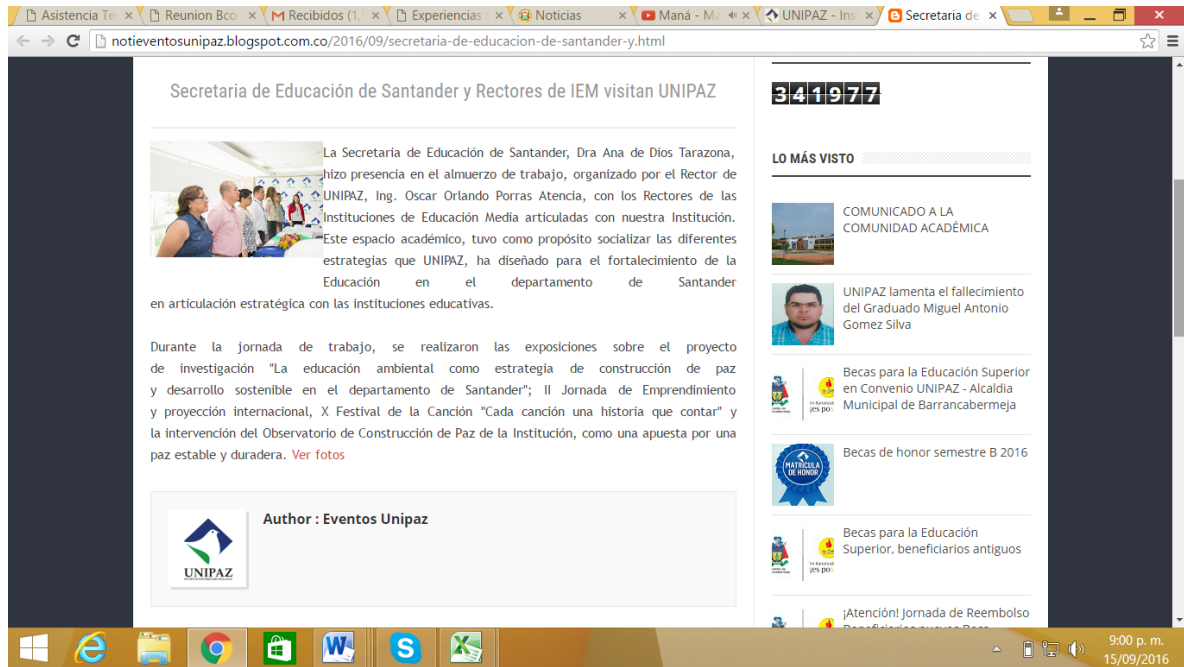 Asistencia Te
Reunion Bco
Recibidos (1,
Experiencias
Noticias
Maná - Ma
UNIPAZ - Ins
Secretaria de
notieventosunipaz.blogspot.com.co/2016/09/secretaria-de-educacion-de-santander-y.html
Secretaria de Educación de Santander y Rectores de IEM visitan UNIPAZ
La Secretaria de Educación de Santander, Dra Ana de Dios Tarazona,
hizo presencia en el almuerzo de trabajo, organizado por el Rector de
UNIPAZ, Ing. Oscar Orlando Porras Atencia, con los Rectores de las
Instituciones de Educación Media articuladas con nuestra Institución.
Este espacio académico, tuvo como propósito socializar las diferentes
estrategias que UNIPAZ, ha diseñado para el fortalecimiento de la
Educación en el departamento de Santander
en articulación estratégica con las instituciones educativas.
Durante la jornada de trabajo, se realizaron las exposiciones sobre el proyecto
de investigación "La educación ambiental como estrategia de construcción de paz
y desarrollo sostenible en el departamento de Santander"; II Jornada de Emprendimiento
y proyección internacional, X Festival de la Canción "Cada canción una historia que contar" y
la intervención del Observatorio de Construcción de Paz de la Institución, como una apuesta por una
paz estable y duradera. Ver fotos
UNIPAZ
Author : Eventos Unipaz
341977
LO MÁS VISTO
COMUNICADO A LA
COMUNIDAD ACADÉMICA
UNIPAZ lamenta el fallecimiento
del Graduado Miguel Antonio
Gomez Silva
Becas para la Educación Superior
en Convenio UNIPAZ - Alcaldia
Municipal de Barrancabermeja
MATRÍCULA
DE HONOR
Becas de honor semestre B 2016
Becas para la Educación
Superior, beneficiarios antiguos
¡Atención! Jornada de Reembolso
9:00 p. m.
15/09/2016